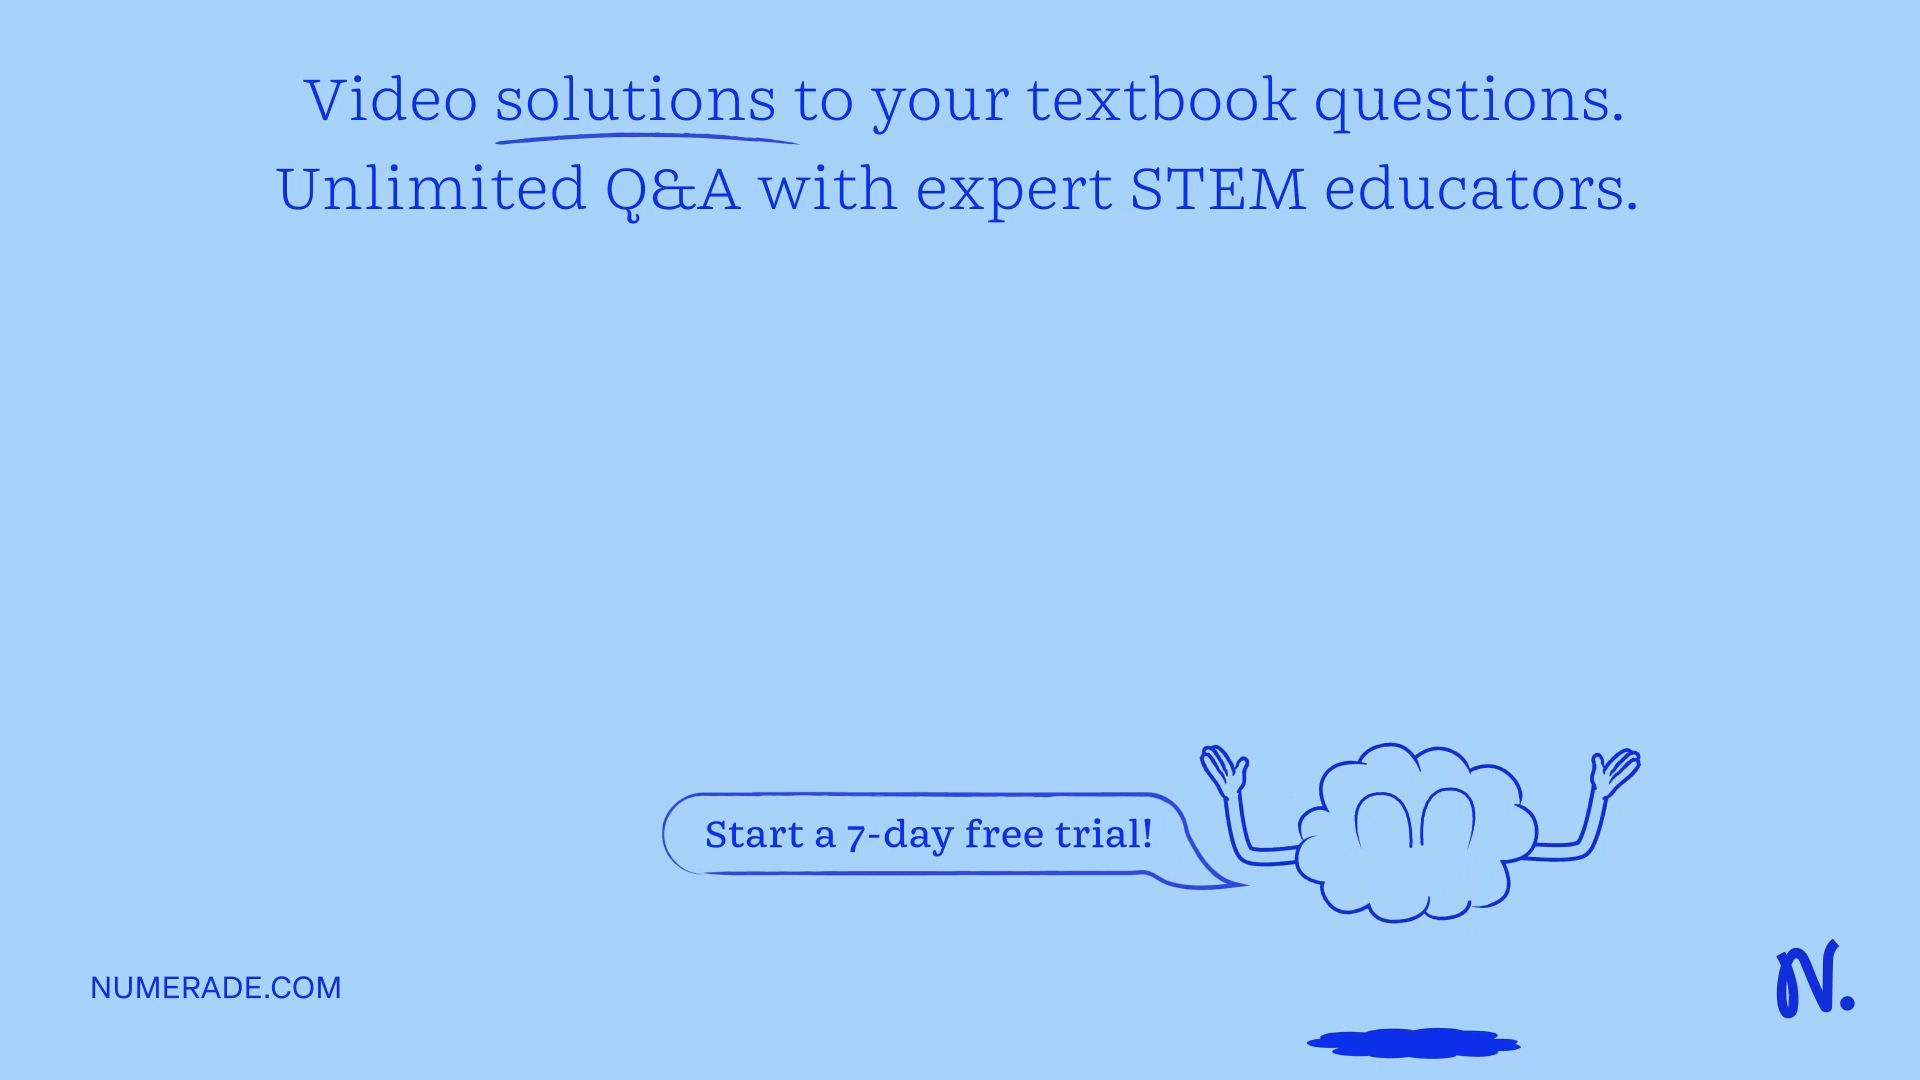 Video solutions to your textbook questions.
Unlimited Q&A with expert STEM educators.
Start a 7-day free trial!
NUMERADE.COM
N.